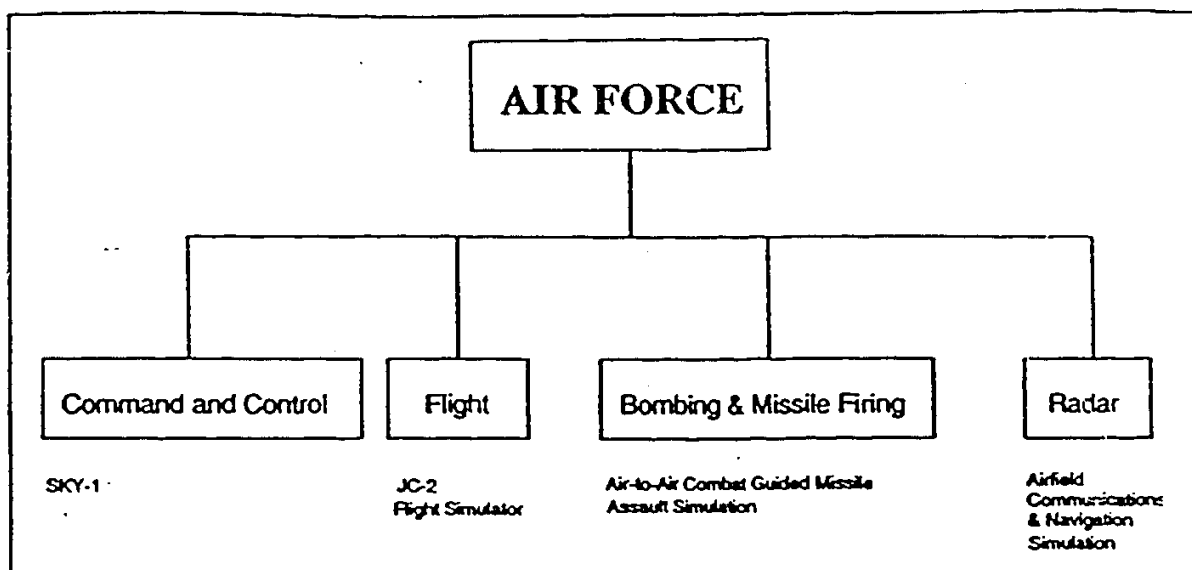 AIR FORCE
Command and Control
Flight
Bombing & Missile Firing
Radar
SKY-1
JC-2
Flight Simulator
Air-to-Air Combat Guided Missile
Assault Simulation
Airfield
Communications
& Navigation
Simulation